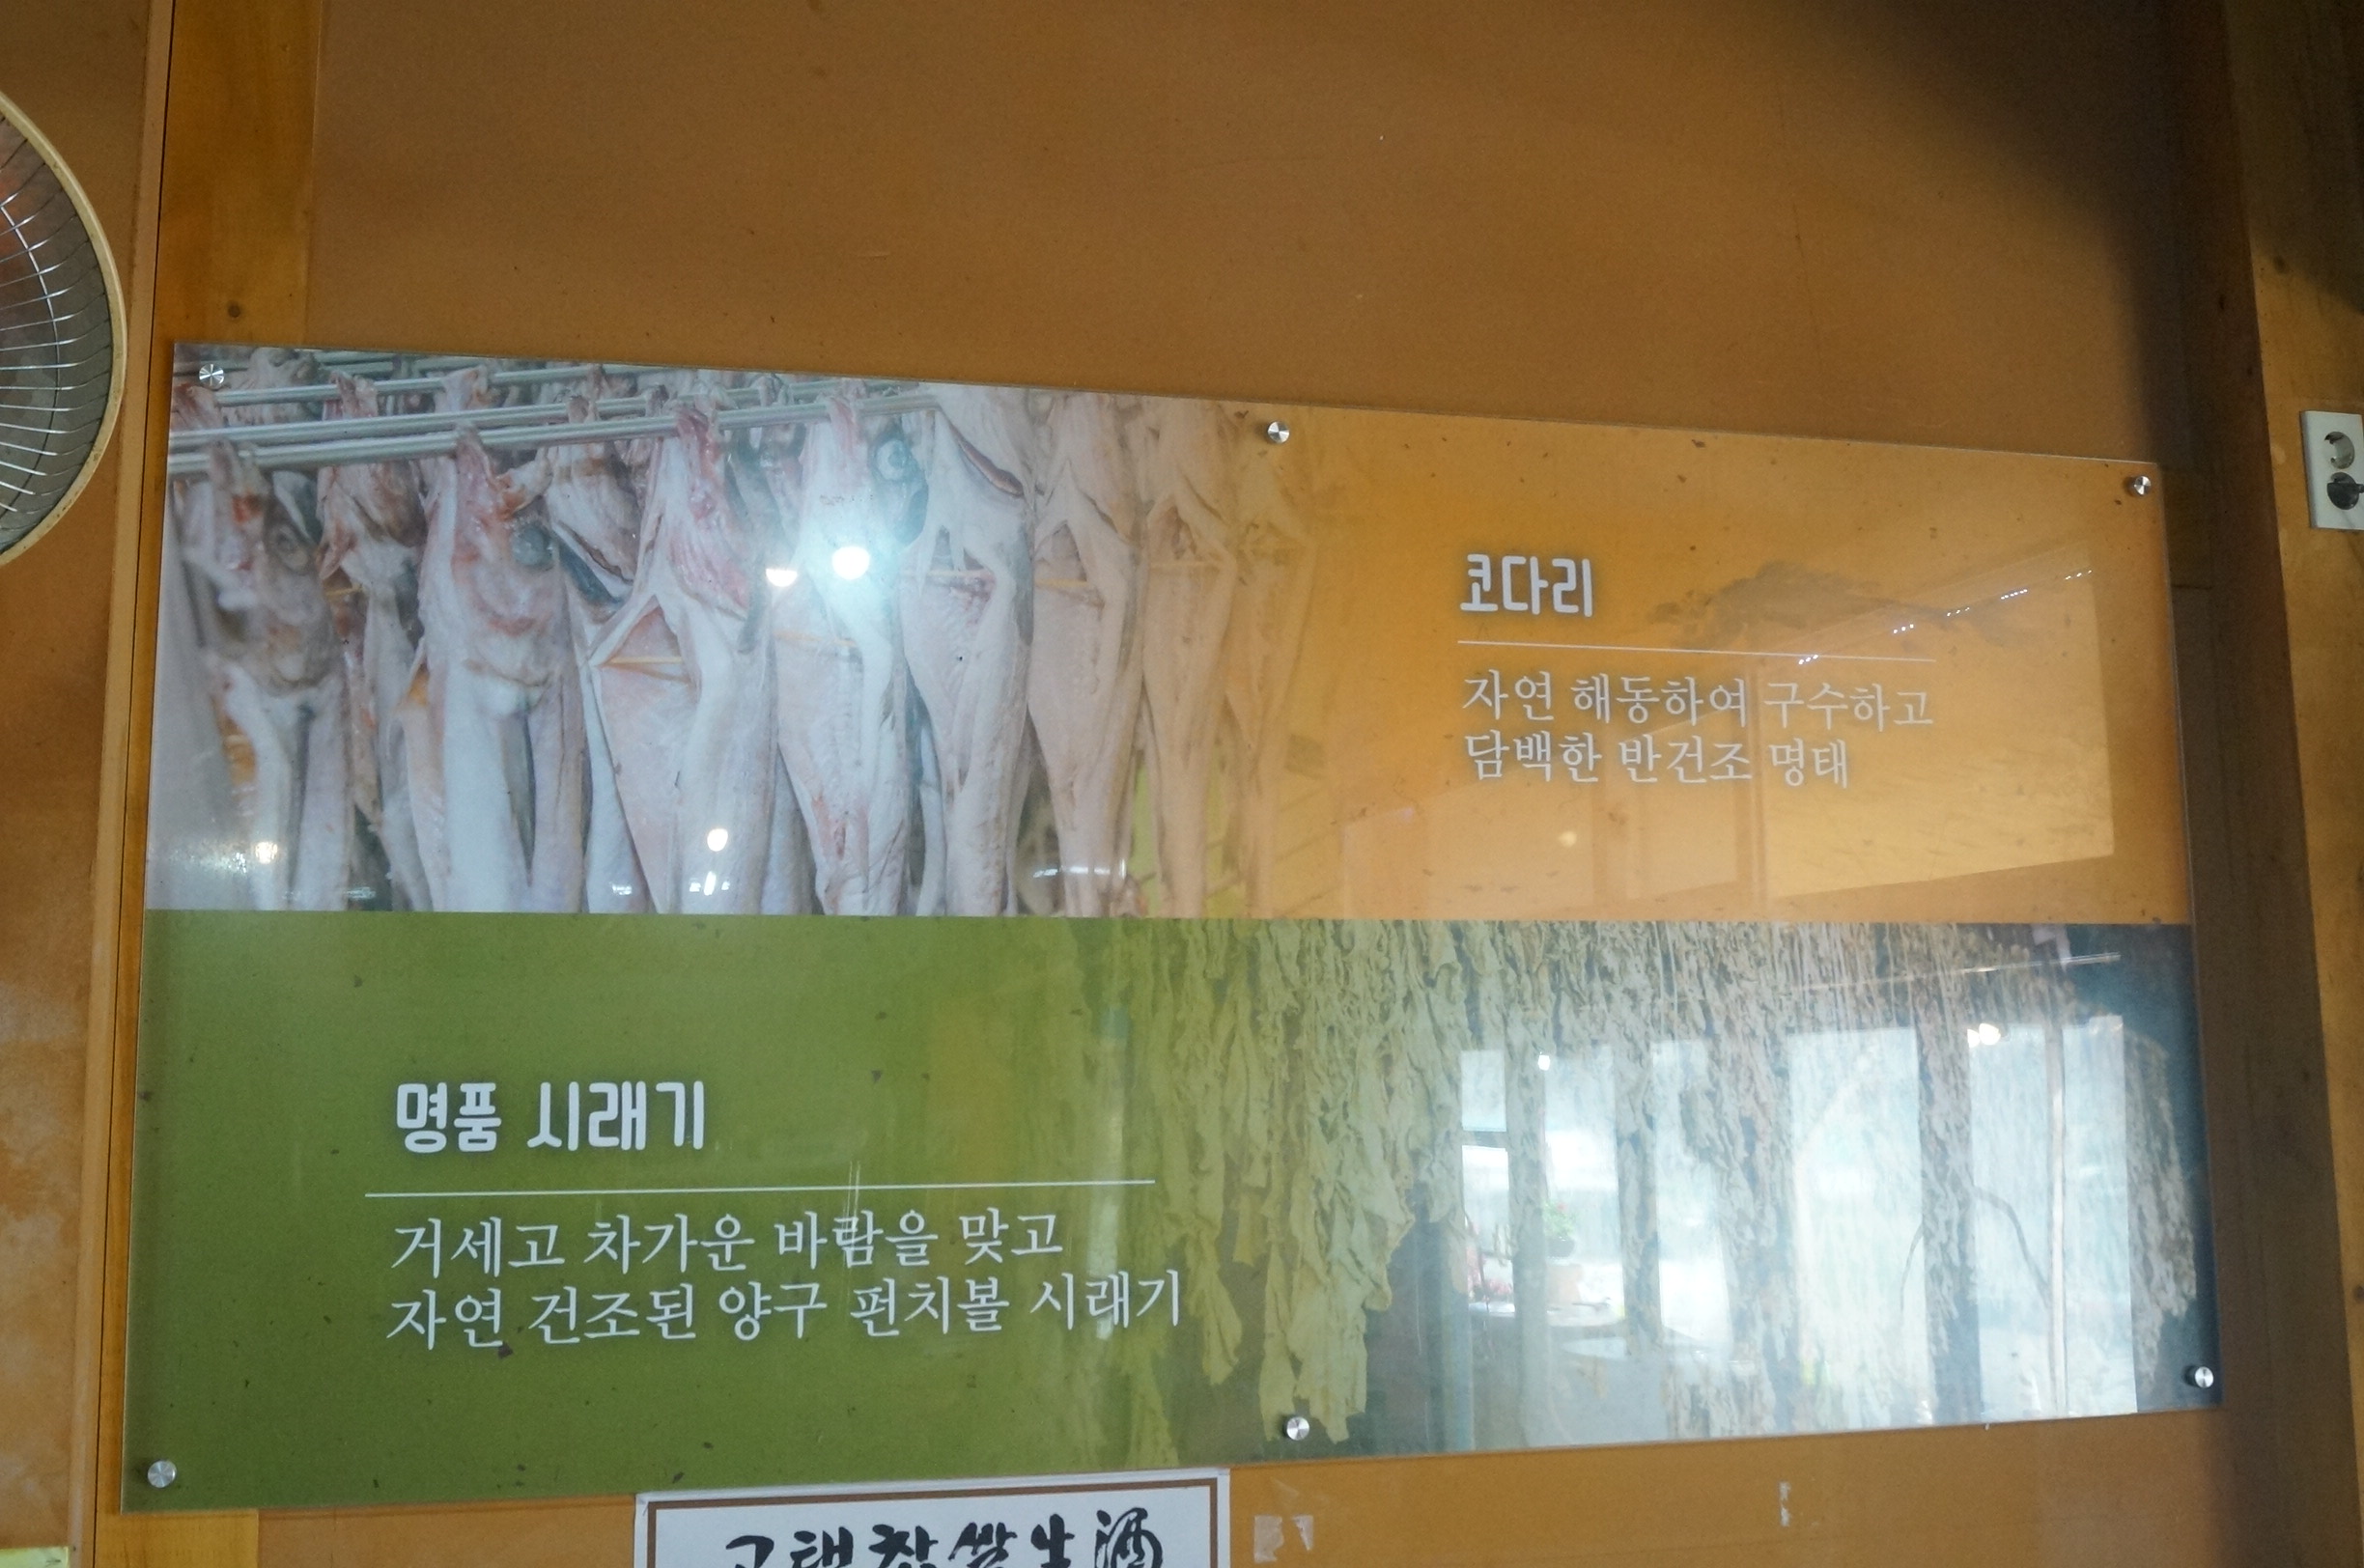 코다리
자연 해동하여 구수하고
담백한 반건조 명태
명품 시래기
거세고 차가운 바람을 맞고
자연 건조된 양구 펀치볼 시래기